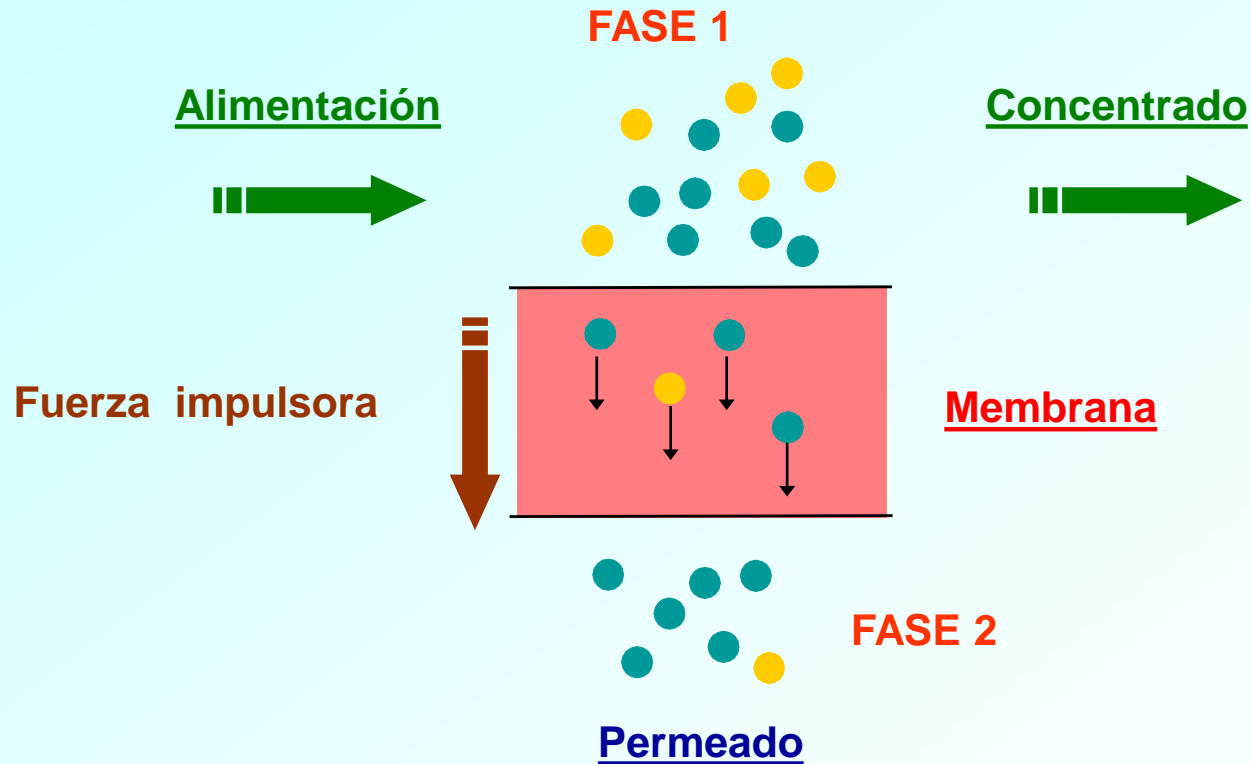 FASE 1
Alimentación
Concentrado
Fuerza impulsora
Membrana
FASE 2
Permeado